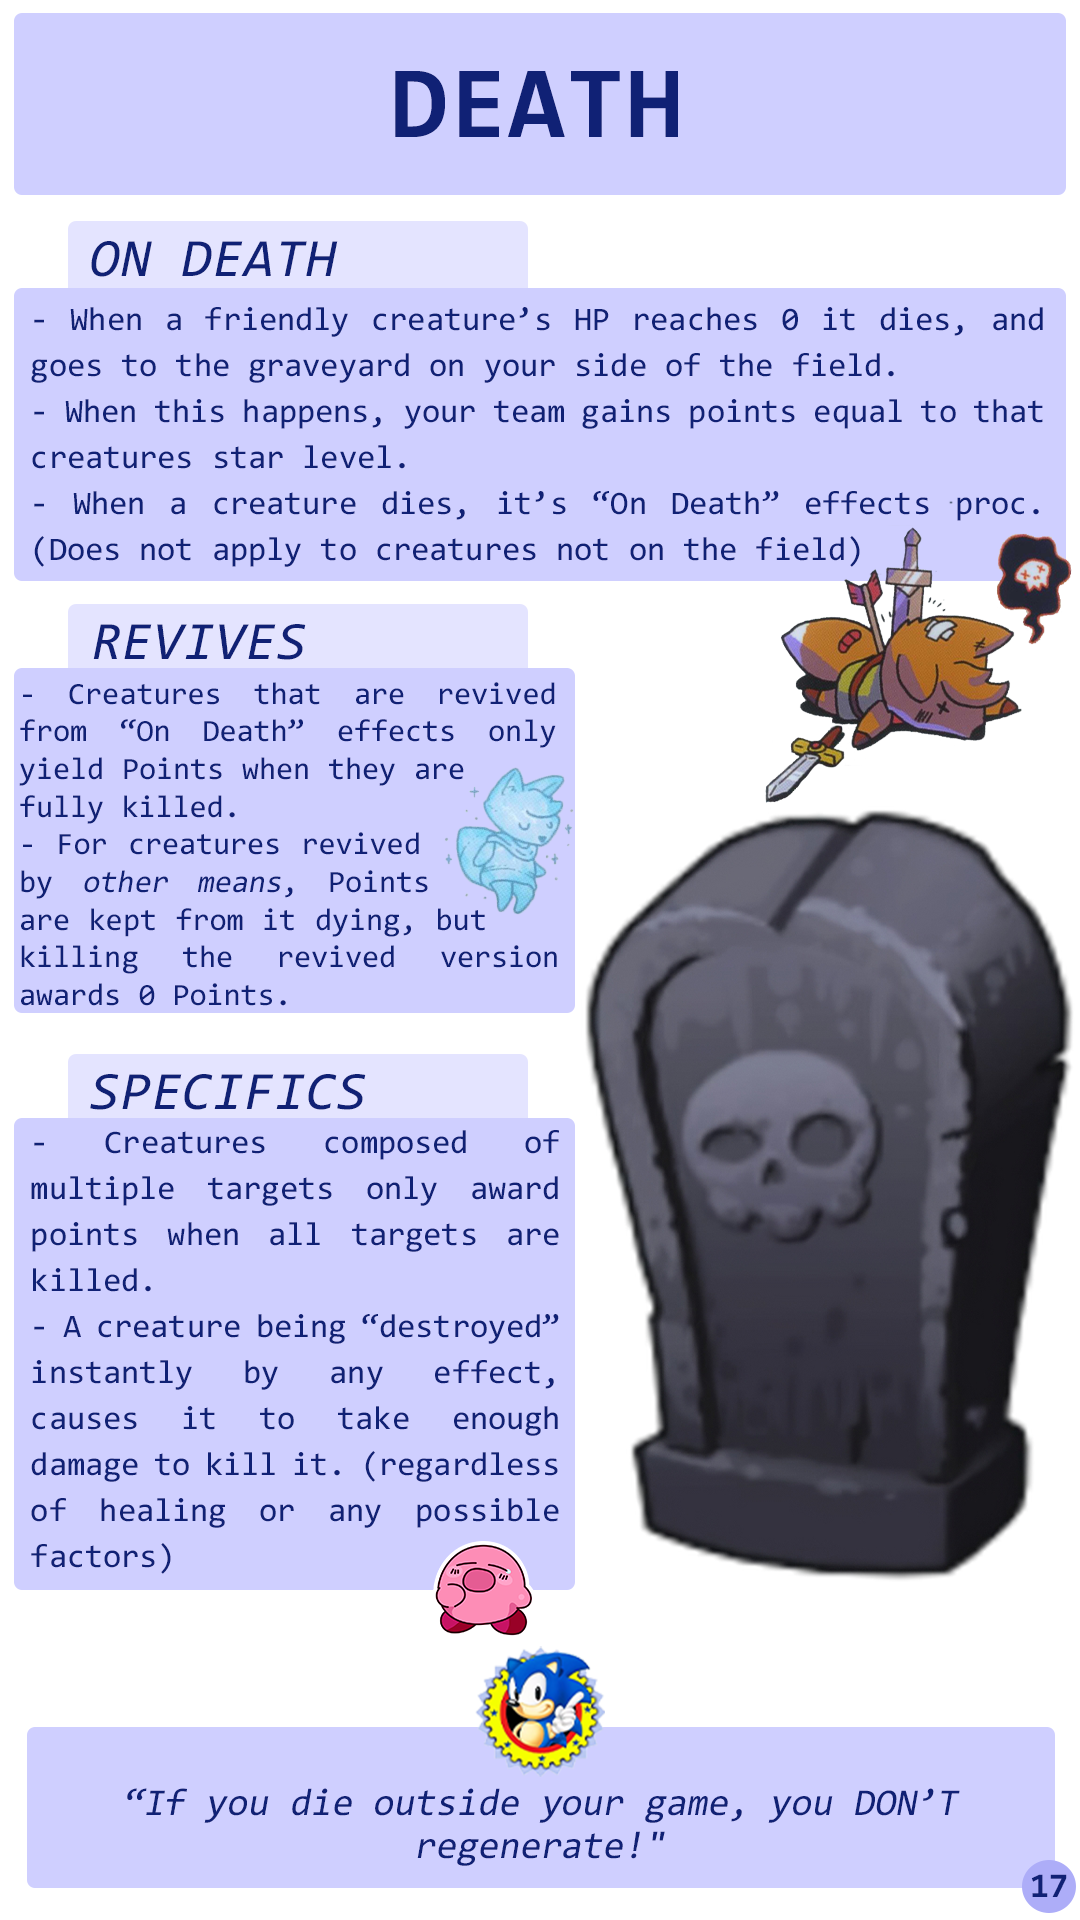 DEATH
ON DEATH
- When a friendly creature’s HP reaches 0 it dies, and
goes to the graveyard on your side of the field.
- When this happens, your team gains points equal to that
creatures star level.
- When a creature dies, it’s “On Death” effects proc.
(Does not apply to creatures not on the field)
REVIVES
- Creatures that are revived
from “On Death” effects only
yield Points when they are
fully killed.
- For creatures revived
by other means, Points
are kept from it dying, but
killing the revived version
awards 0 Points.
SPECIFICS
- Creatures composed of
multiple targets only award
points when all targets are
killed.
- A creature being “destroyed”
instantly by any effect,
causes it to take enough
damage to kill it. (regardless
of healing or any possible
factors)
“If you die outside your game, you DON’T
regenerate!"
17